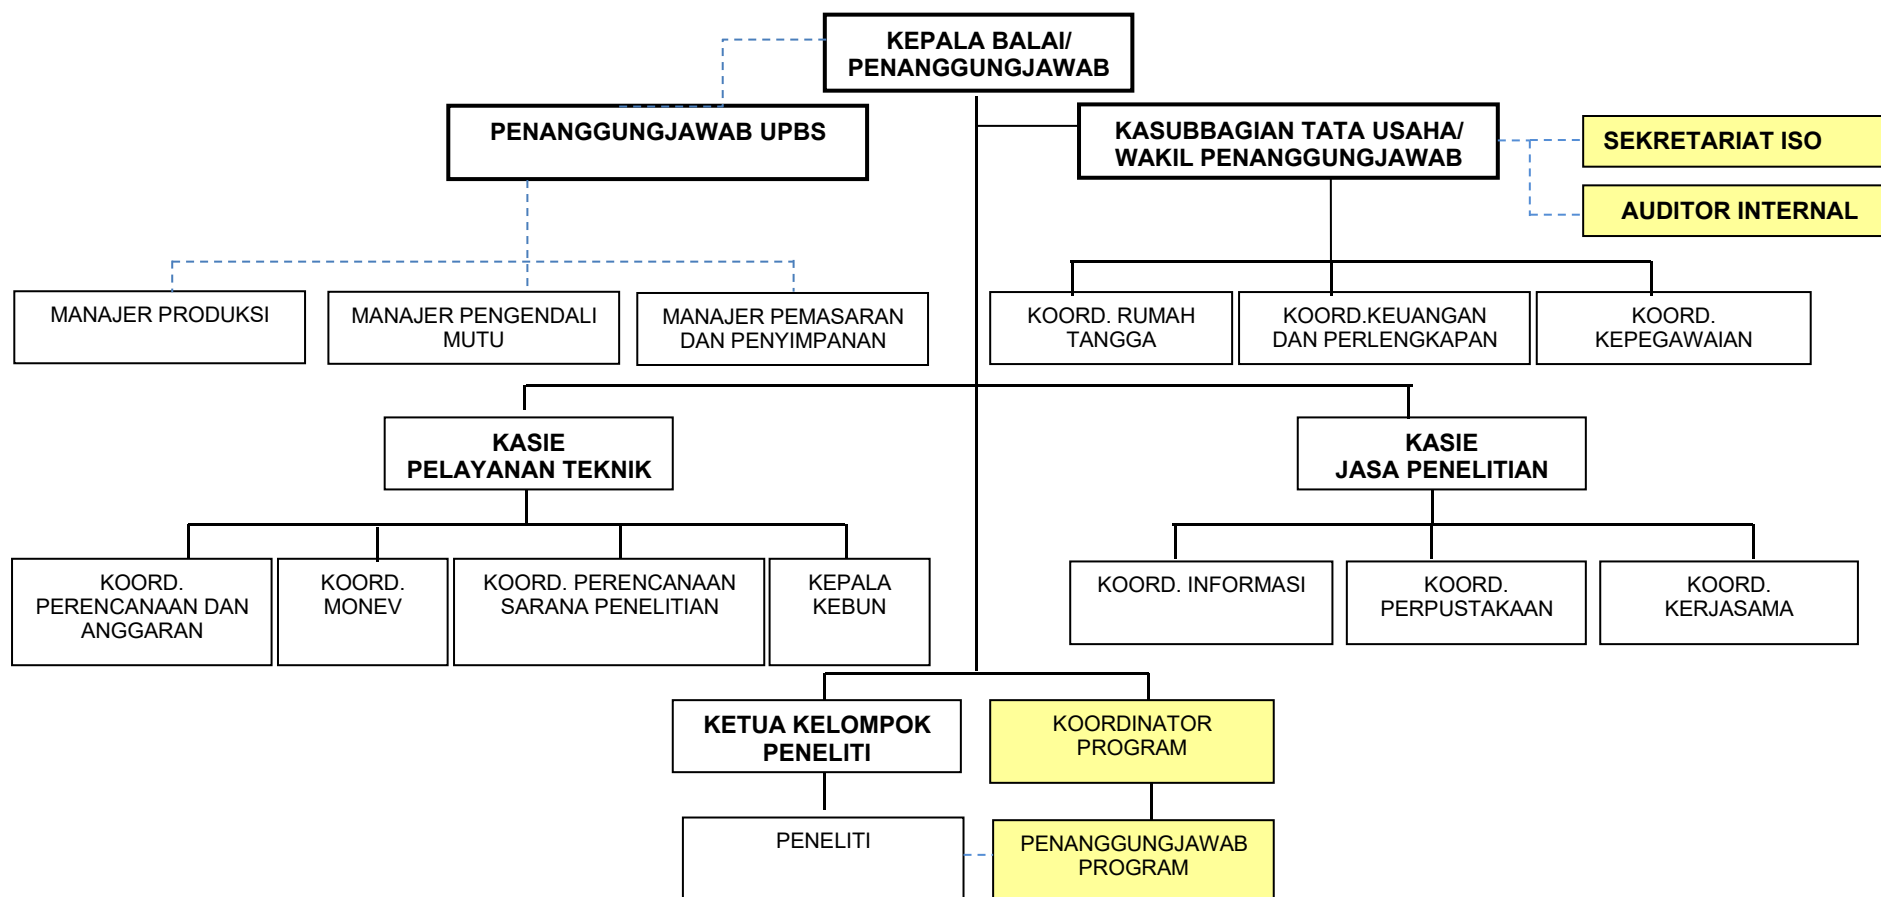 KEPALA BALAI/
PENANGGUNGJAWAB
PENANGGUNGJAWAB UPBS
KASUBBAGIAN TATA USAHA/
WAKIL PENANGGUNGJAWAB
SEKRETARIAT ISO
AUDITOR INTERNAL
MANAJER PRODUKSI
MANAJER PENGENDALI
MUTU
MANAJER PEMASARAN
DAN PENYIMPANAN
KOORD. RUMAH
TANGGA
KOORD.KEUANGAN
DAN PERLENGKAPAN
KOORD.
KEPEGAWAIAN
KASIE
PELAYANAN TEKNIK
KASIE
JASA PENELITIAN
KOORD.
PERENCANAAN DAN
ANGGARAN
KOORD.
MONEV
KOORD. PERENCANAAN
SARANA PENELITIAN
KEPALA
KEBUN
KOORD. INFORMASI
KOORD.
PERPUSTAKAAN
KOORD.
KERJASAMA
KETUA KELOMPOK
PENELITI
KOORDINATOR
PROGRAM
PENELITI
PENANGGUNGJAWAB
PROGRAM